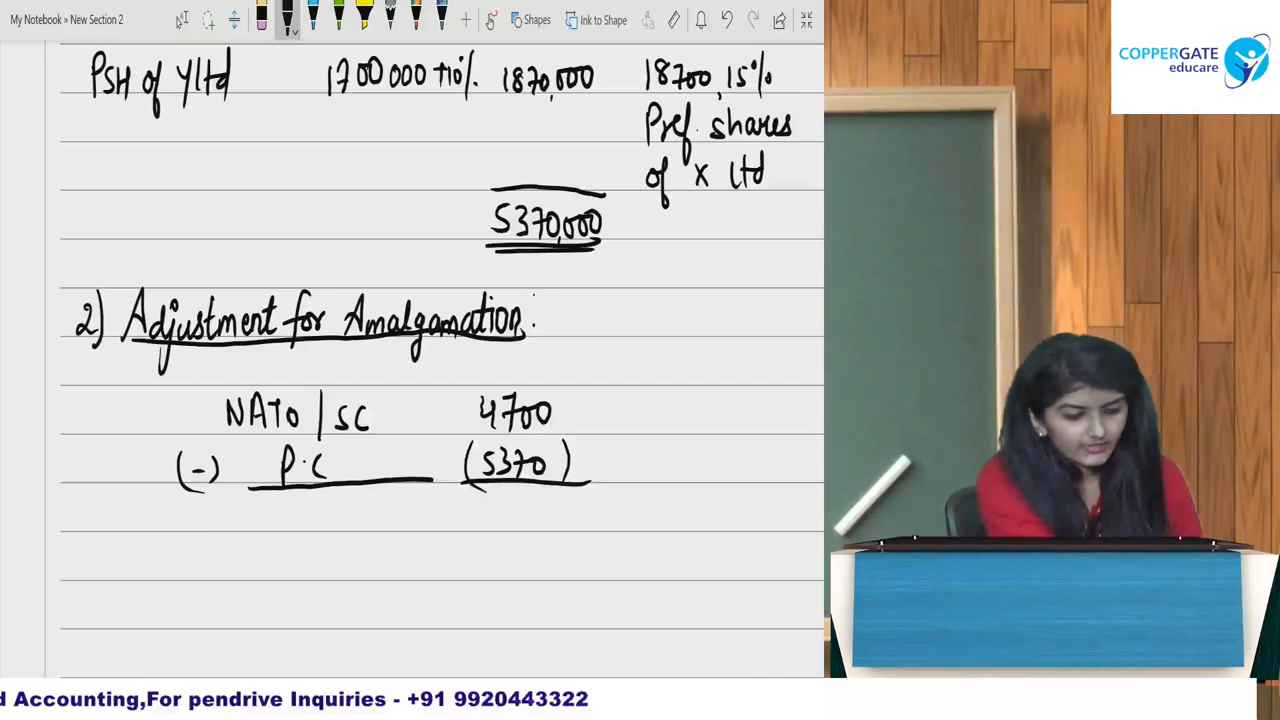 My Notebook » New Section 2
Shapes
Ink to Shape
COPPERGATE
educare
PSH of Y Ltd 1700000 +10% 1870,000 18700, 15%
Pref. shares
of X Ltd
5370,000
2) Adjustment for Amalgamation:
NATO / SC 4700
(-) P.C (5370)
d Accounting,For pendrive Inquiries - +91 9920443322